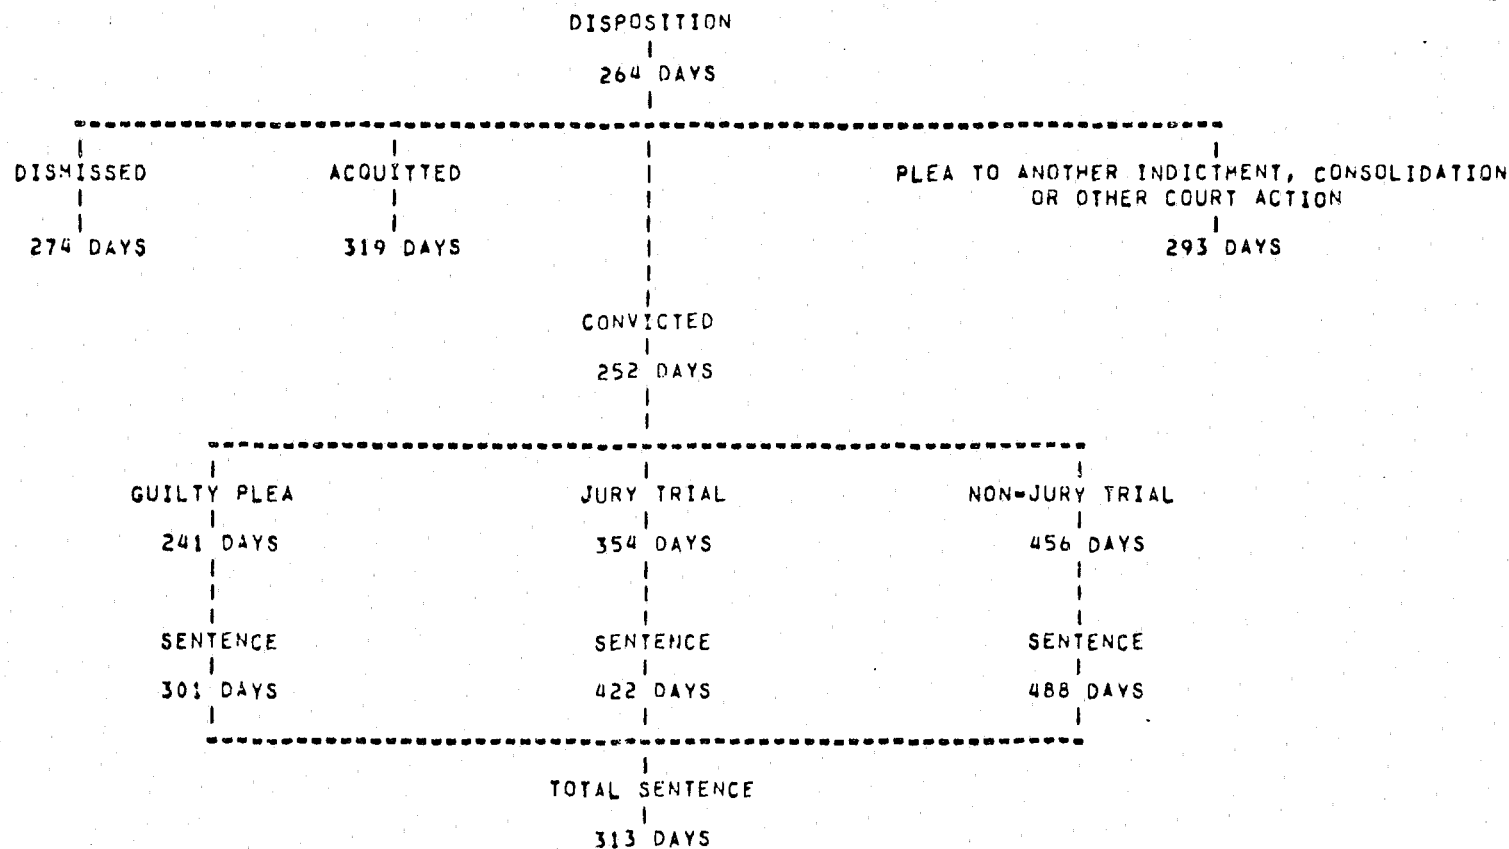 DISPOSITION
264 DAYS
DISMISSED
ACQUITTED
PLEA TO ANOTHER INDICTMENT, CONSOLIDATION
OR OTHER COURT ACTION
274 DAYS
319 DAYS
293 DAYS
CONVICTED
252 DAYS
GUILTY PLEA
JURY TRIAL
NON-JURY TRIAL
241 DAYS
354 DAYS
456 DAYS
SENTENCE
SENTENCE
SENTENCE
301 DAYS
422 DAYS
488 DAYS
TOTAL SENTENCE
313 DAYS